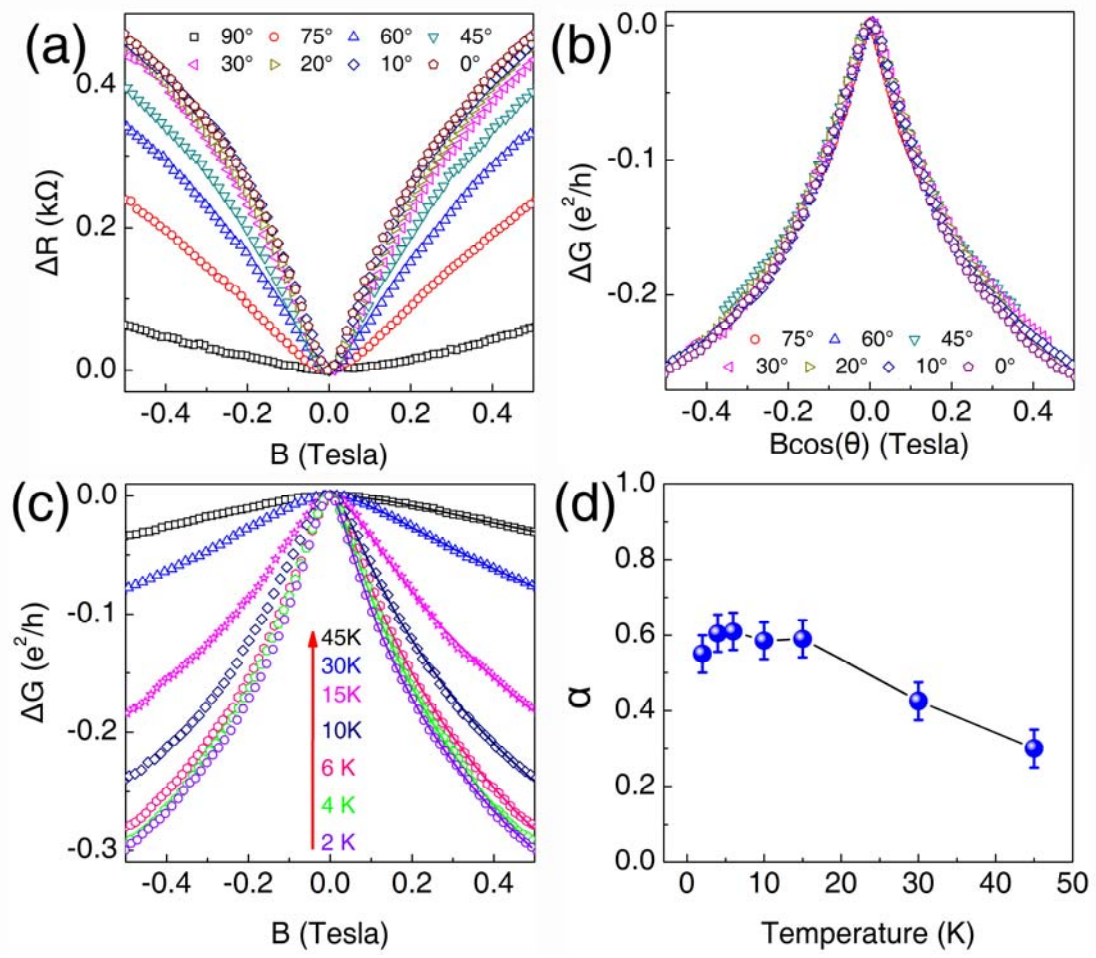 (a)
90° 75° 60° 45°
30° 20° 10° 0°
ΔR (kΩ)
0.4
0.2
0.0
-0.4 -0.2 0.0 0.2 0.4
B (Tesla)
(b)
ΔG (e²/h)
0.0
-0.1
-0.2
75° 60° 45°
30° 20° 10° 0°
-0.4 -0.2 0.0 0.2 0.4
Bcos(θ) (Tesla)
(c)
ΔG (e²/h)
0.0
-0.1
-0.2
-0.3
45K
30K
15K
10K
6 K
4 K
2 K
-0.4 -0.2 0.0 0.2 0.4
B (Tesla)
(d)
α
1.0
0.8
0.6
0.4
0.2
0.0
0 10 20 30 40 50
Temperature (K)